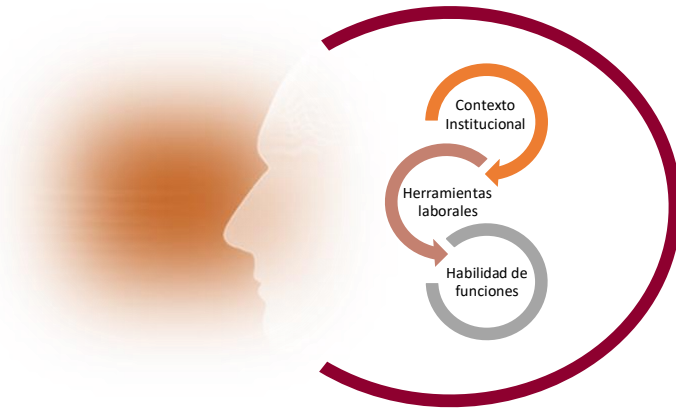 Contexto
Institucional
Herramientas
laborales
Habilidad de
funciones